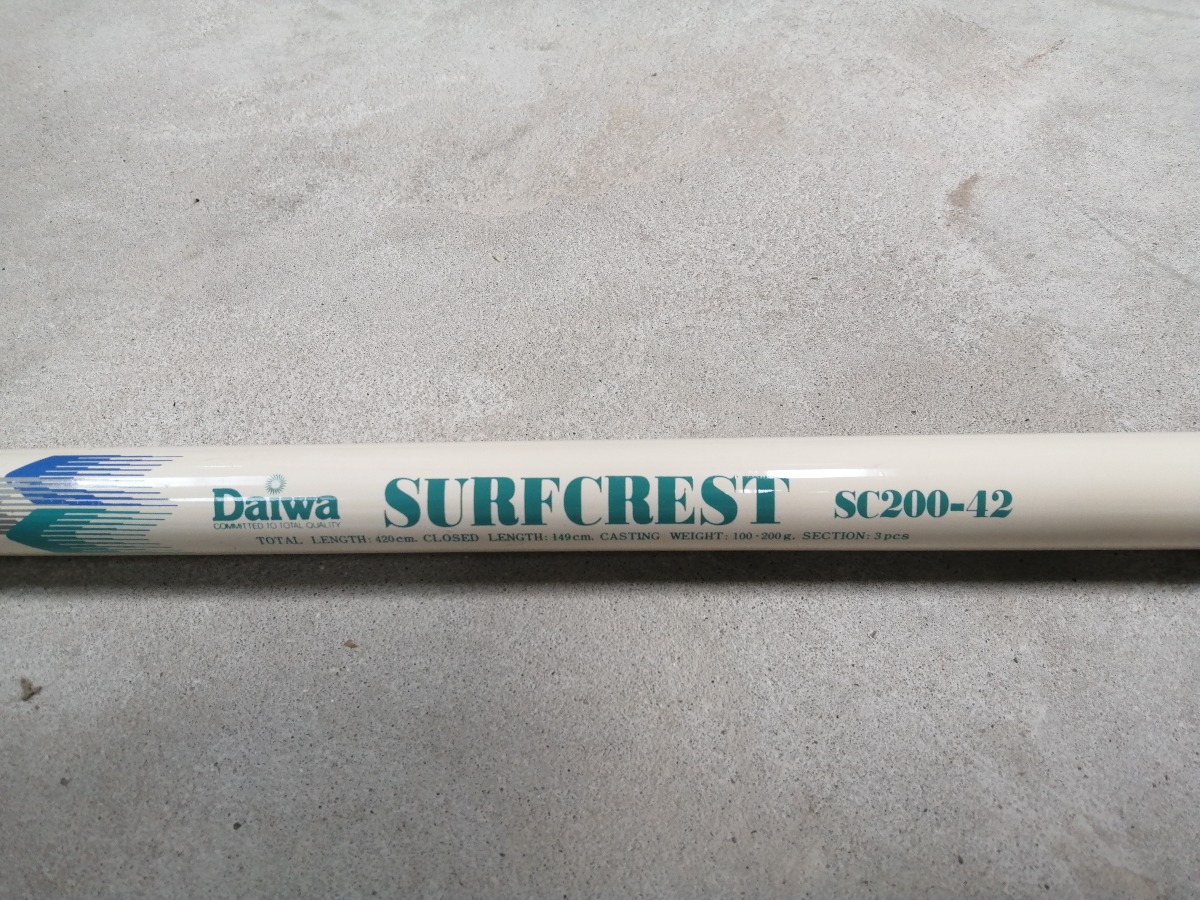 Daiwa SURFCREST SC200-42
COMMITTED TO TOTAL QUALITY
TOTAL LENGTH: 420cm. CLOSED LENGTH: 149cm. CASTING WEIGHT: 100-200g. SECTION: 3pcs